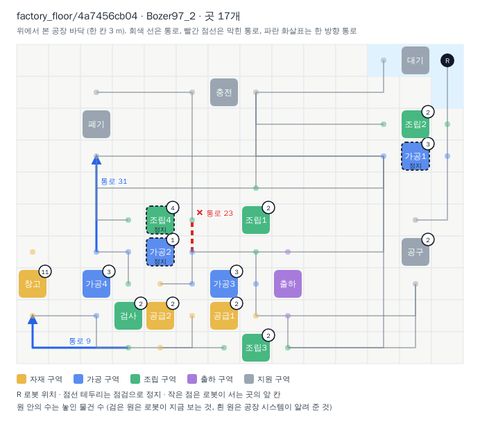 factory_floor/4a7456cb04 · Bozer97_2 · 곳 17개
위에서 본 공장 바닥 (한 칸 3 m). 회색 선은 통로, 빨간 점선은 막힌 통로, 파란 화살표는 한 방향 통로
대기
R
충전
2
폐기
조립2
3
가공1
정지
통로 31
4
조립4
정지
✕ 통로 23
2
조립1
1
가공2
정지
2
공구
11
창고
3
가공4
3
가공3
출하
2
검사
2
공급2
2
공급1
통로 9
2
조립3
자재 구역
가공 구역
조립 구역
출하 구역
지원 구역
R 로봇 위치 · 점선 테두리는 점검으로 정지 · 작은 점은 로봇이 서는 곳의 앞 칸
원 안의 수는 놓인 물건 수 (검은 원은 로봇이 지금 보는 것, 흰 원은 공장 시스템이 알려 준 것)